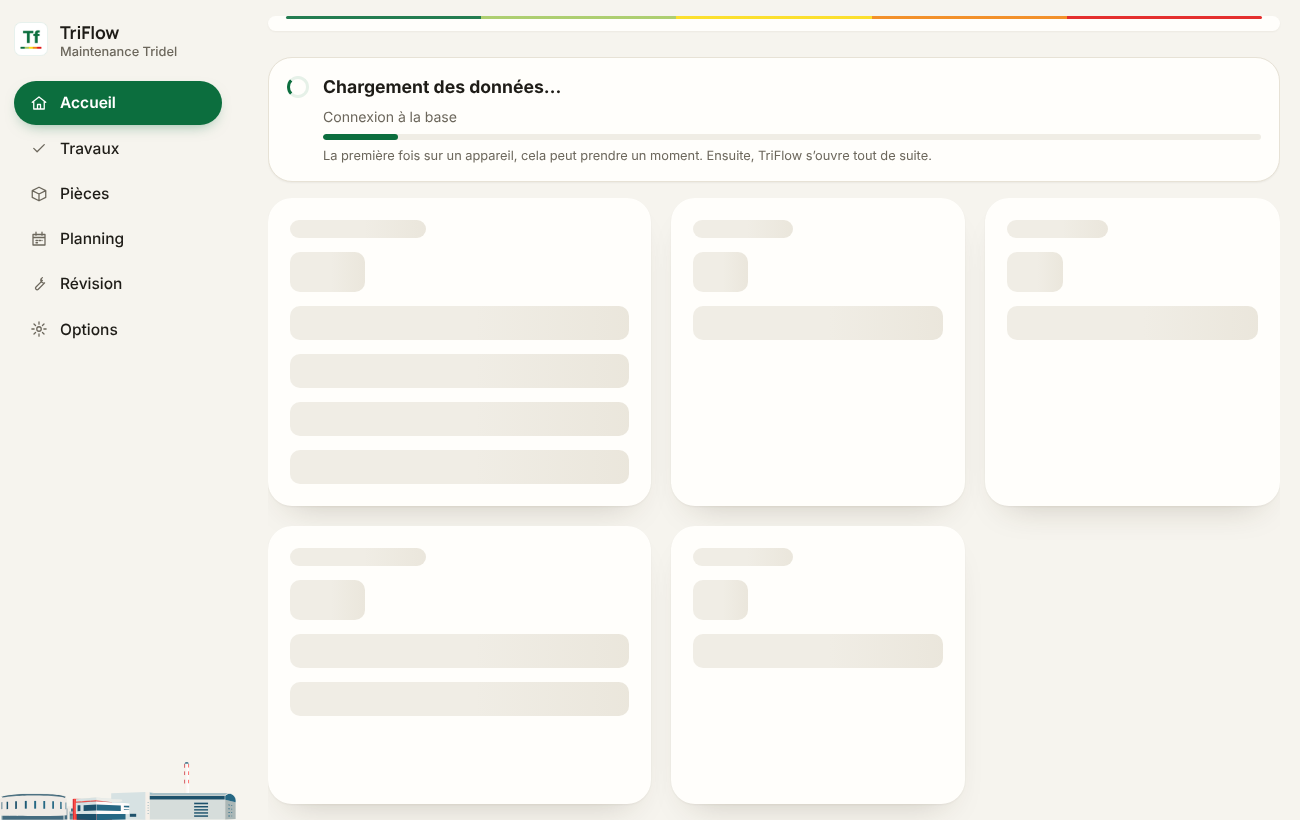 Tf
TriFlow
Maintenance Tridel
Accueil
Travaux
Pièces
Planning
Révision
Options
Chargement des données…
Connexion à la base
La première fois sur un appareil, cela peut prendre un moment. Ensuite, TriFlow s’ouvre tout de suite.